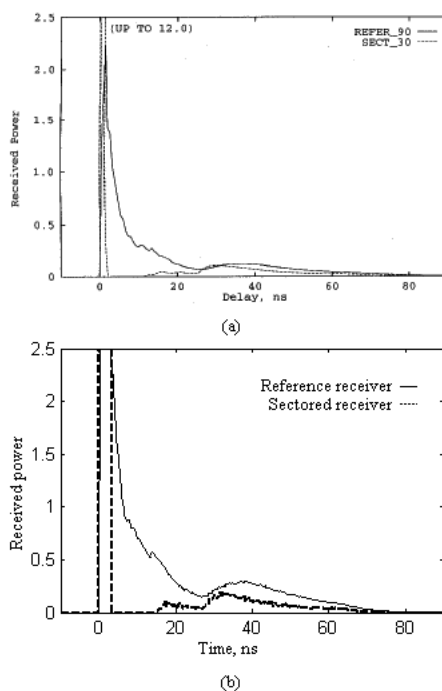 2.5
(UP TO 12.0)
REFER_90
SECT_30
2
1.5
1
0.5
0
Received Power
0
20
40
60
80
Delay, ns
(a)
2.5
Reference receiver
Sectored receiver
2
1.5
1
0.5
0
Received power
0
20
40
60
80
Time, ns
(b)